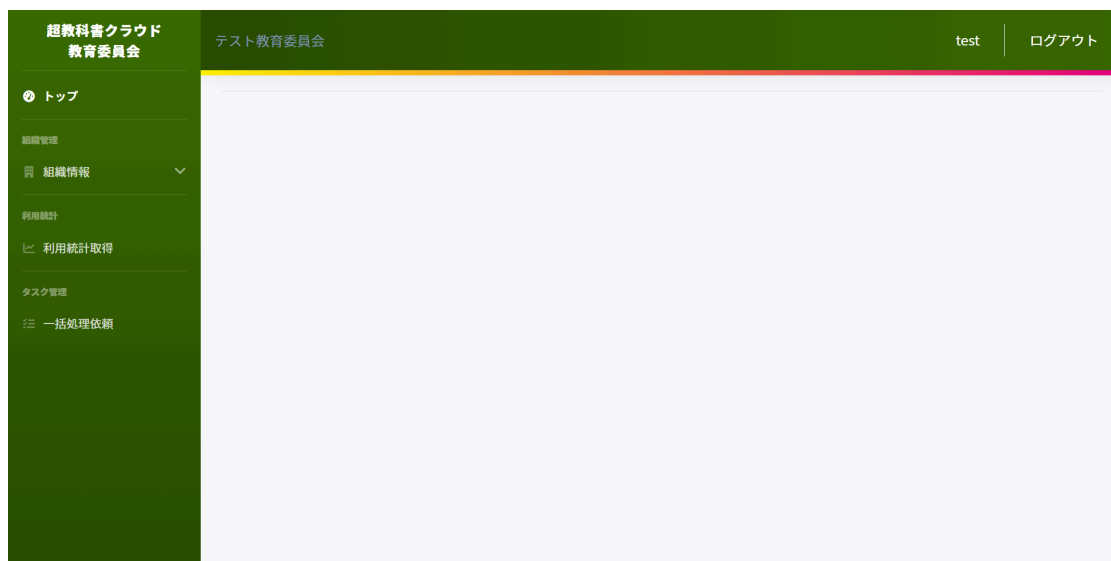 超教科書クラウド
教育委員会
テスト教育委員会
test
ログアウト
トップ
組織管理
組織情報
利用統計
利用統計取得
タスク管理
一括処理依頼